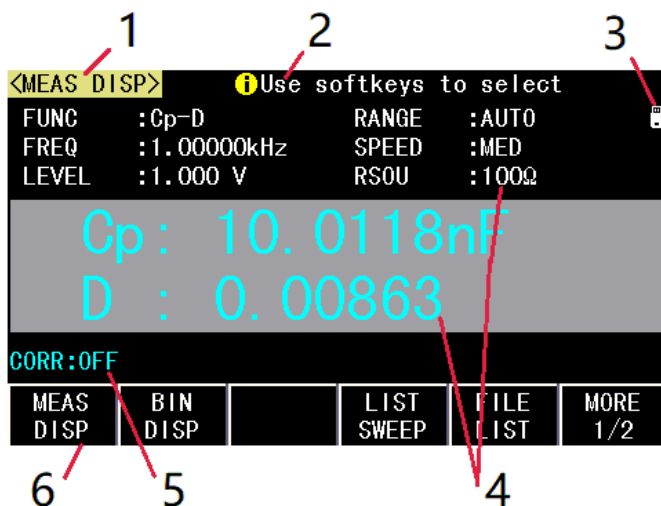 1 2 3
<MEAS DISP> iUse softkeys to select
FUNC :Cp-D RANGE :AUTO
FREQ :1.00000kHz SPEED :MED
LEVEL :1.000 V RSOU :100Ω
Cp: 10.0118nF
D : 0.00863
CORR:OFF
MEAS DISP
BIN DISP
LIST SWEEP
FILE LIST
MORE 1/2
6 5 4